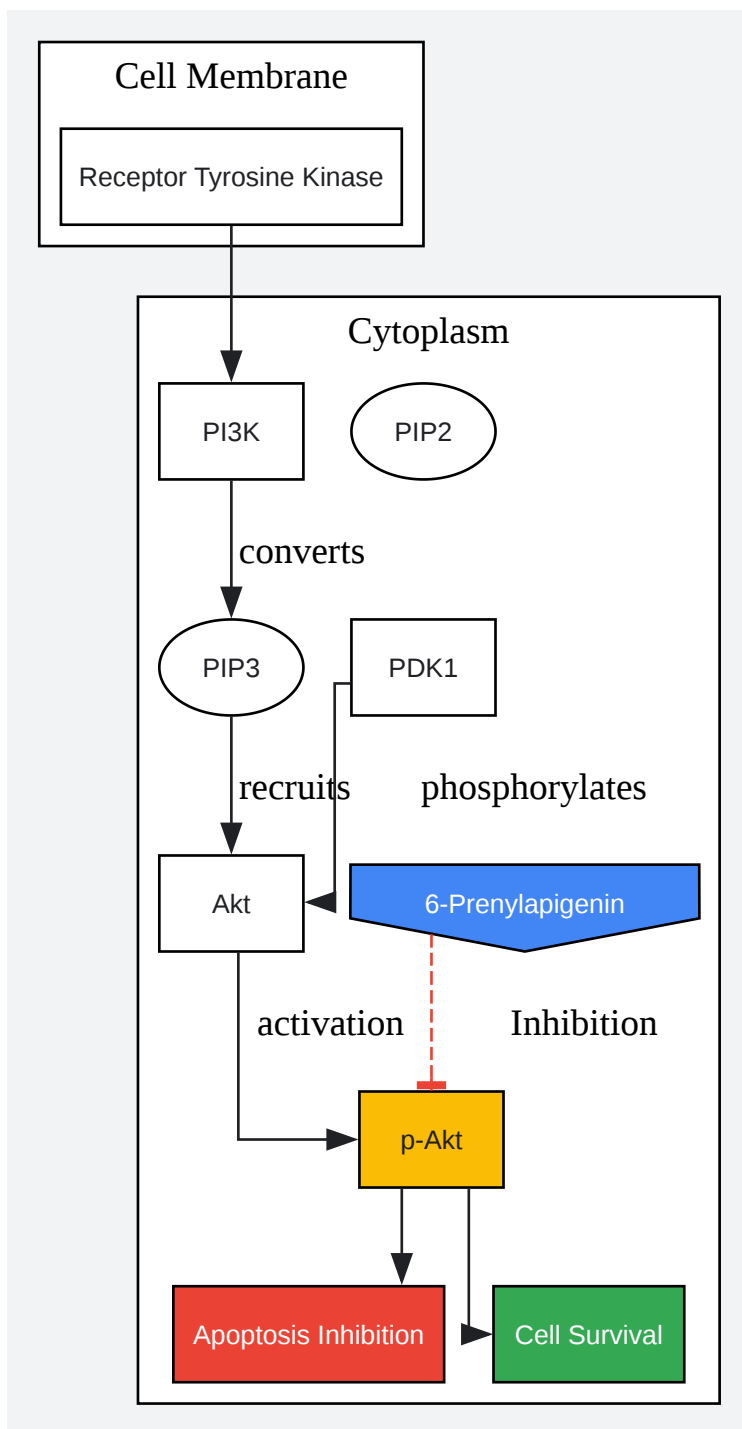 Cell Membrane
Receptor Tyrosine Kinase
Cytoplasm
PI3K
PIP2
converts
PIP3
PDK1
recruits
phosphorylates
Akt
6-Prenylapigenin
activation
Inhibition
p-Akt
Apoptosis Inhibition
Cell Survival